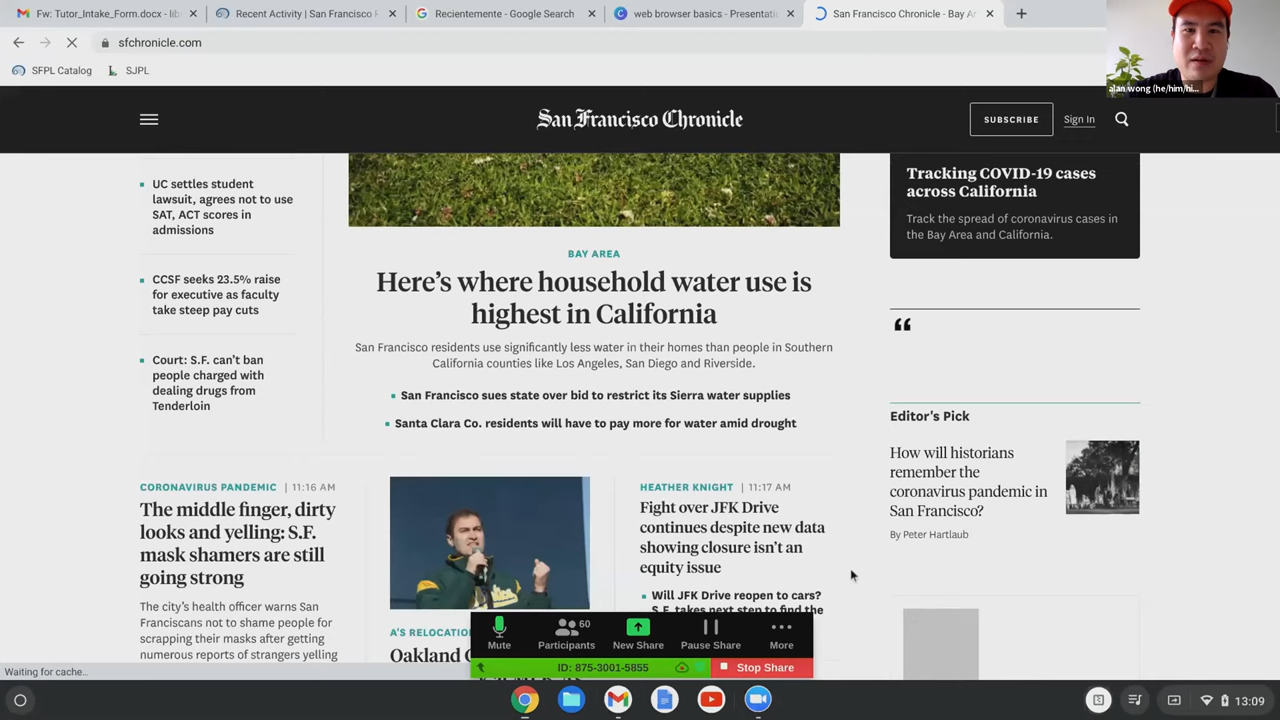 Fw: Tutor_Intake_Form.docx - lib
Recent Activity | San Francisco P
Recientemente - Google Search
web browser basics - Presentatio
San Francisco Chronicle - Bay Ar
sfchronicle.com
SFPL Catalog
SJPL
alan wong (he/him/hi...
San Francisco Chronicle
SUBSCRIBE
Sign In
UC settles student
lawsuit, agrees not to use
SAT, ACT scores in
admissions
CCSF seeks 23.5% raise
for executive as faculty
take steep pay cuts
Court: S.F. can't ban
people charged with
dealing drugs from
Tenderloin
BAY AREA
Here's where household water use is
highest in California
San Francisco residents use significantly less water in their homes than people in Southern
California counties like Los Angeles, San Diego and Riverside.
San Francisco sues state over bid to restrict its Sierra water supplies
Santa Clara Co. residents will have to pay more for water amid drought
Tracking COVID-19 cases
across California
Track the spread of coronavirus cases in
the Bay Area and California.
“
Editor's Pick
How will historians
remember the
coronavirus pandemic in
San Francisco?
By Peter Hartlaub
CORONAVIRUS PANDEMIC | 11:16 AM
The middle finger, dirty
looks and yelling: S.F.
mask shamers are still
going strong
The city's health officer warns San
Franciscans not to shame people for
scrapping their masks after getting
numerous reports of strangers yelling
A'S RELOCATIO
Oakland C
HEATHER KNIGHT | 11:17 AM
Fight over JFK Drive
continues despite new data
showing closure isn't an
equity issue
Will JFK Drive reopen to cars?
S.F. takes next step to find the
Mute
Participants
60
New Share
Pause Share
More
ID: 875-3001-5855
Stop Share
Waiting for cache...
13:09